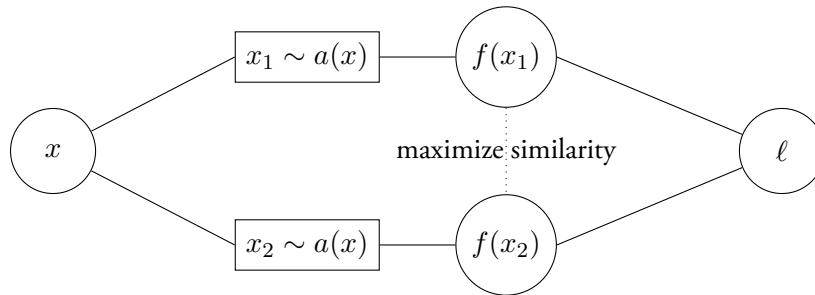 x₁ ∼ a(x)
f(x₁)
x
maximize similarity
ℓ
x₂ ∼ a(x)
f(x₂)